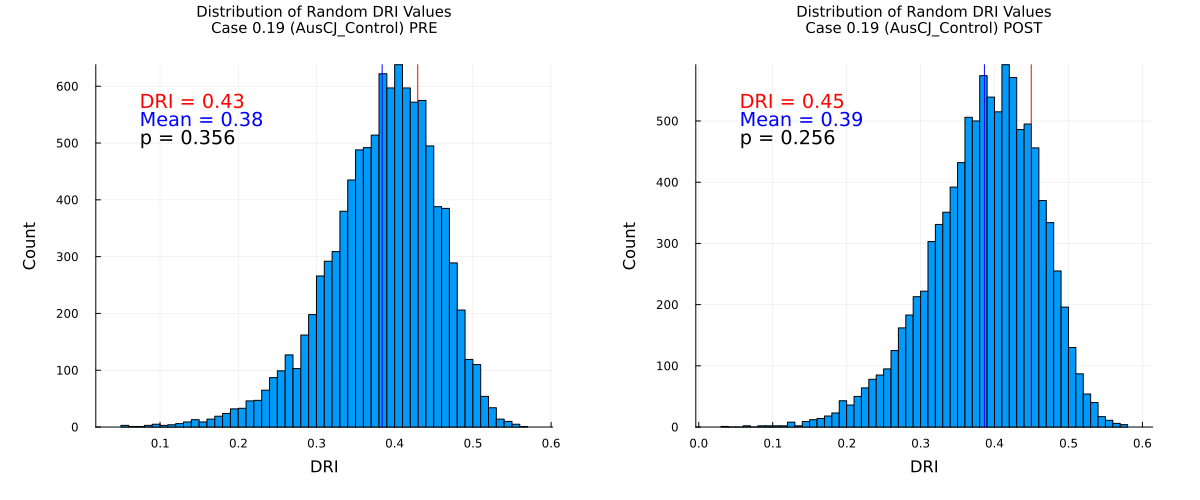 Distribution of Random DRI Values
Case 0.19 (AusCJ_Control) PRE
DRI = 0.43
Mean = 0.38
p = 0.356
Count
600
500
400
300
200
100
0
0.1 0.2 0.3 0.4 0.5 0.6
DRI
Distribution of Random DRI Values
Case 0.19 (AusCJ_Control) POST
DRI = 0.45
Mean = 0.39
p = 0.256
Count
500
400
300
200
100
0
0.0 0.1 0.2 0.3 0.4 0.5 0.6
DRI